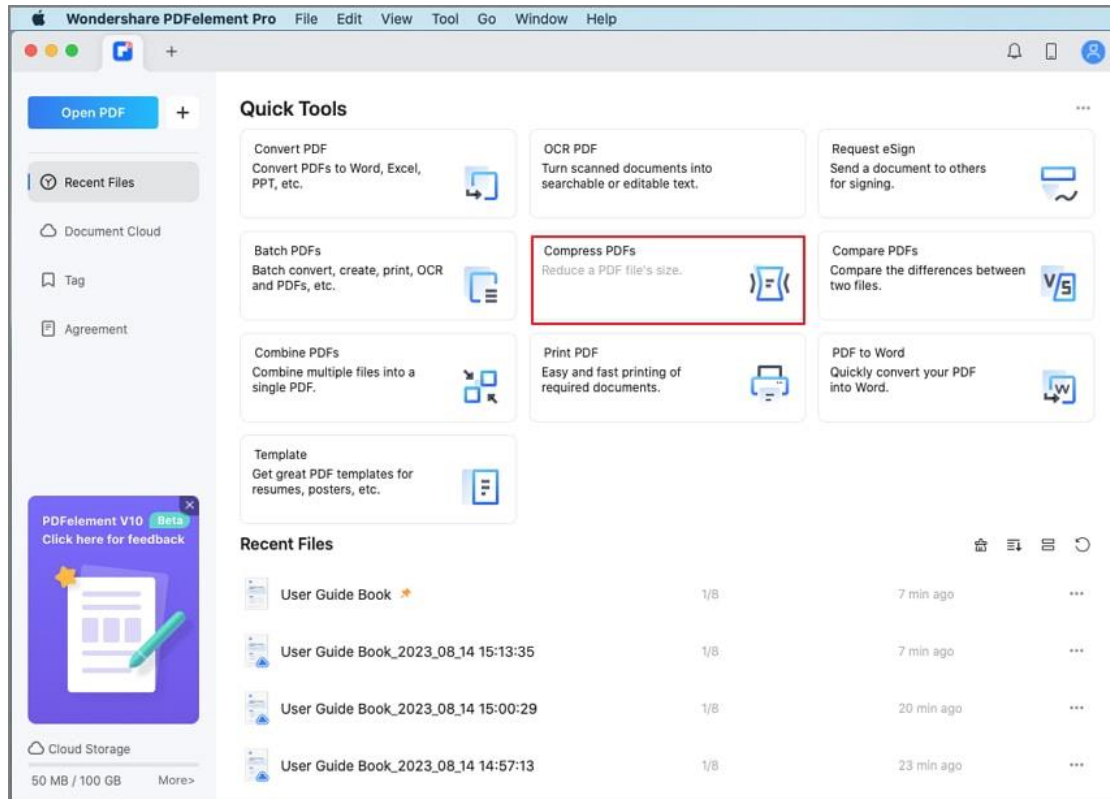 Wondershare PDFelement Pro File Edit View Tool Go Window Help
Open PDF +
Recent Files
Document Cloud
Tag
Agreement
PDFelement V10 Beta
Click here for feedback
Cloud Storage
50 MB / 100 GB More>
Quick Tools
Convert PDF
Convert PDFs to Word, Excel,
PPT, etc.
OCR PDF
Turn scanned documents into
searchable or editable text.
Request eSign
Send a document to others
for signing.
Batch PDFs
Batch convert, create, print, OCR
and PDFs, etc.
Compress PDFs
Reduce a PDF file's size.
Compare PDFs
Compare the differences between
two files.
V/S
Combine PDFs
Combine multiple files into a
single PDF.
Print PDF
Easy and fast printing of
required documents.
PDF to Word
Quickly convert your PDF
into Word.
W
Template
Get great PDF templates for
resumes, posters, etc.
Recent Files
User Guide Book 1/8 7 min ago
User Guide Book_2023_08_14 15:13:35 1/8 7 min ago
User Guide Book_2023_08_14 15:00:29 1/8 20 min ago
User Guide Book_2023_08_14 14:57:13 1/8 23 min ago